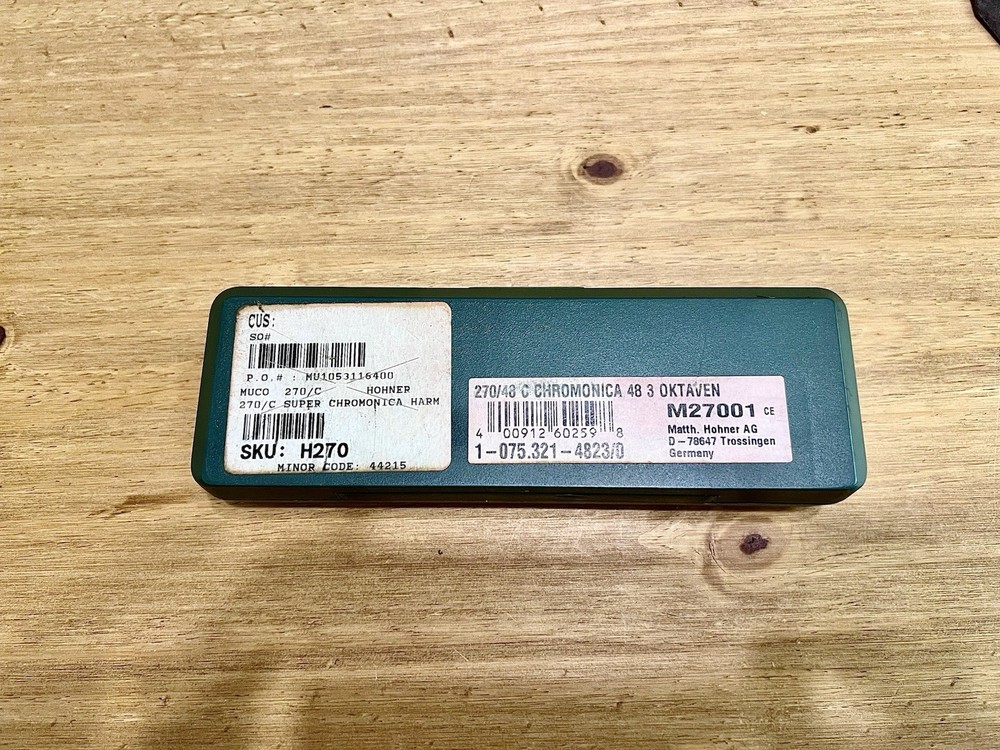 CUS:
SO#
P.O.# : MU1053116400
MUCO 270/C HOHNER
270/C SUPER CHROMONICA HARM
SKU: H270
MINOR CODE: 44215
270/48 C CHROMONICA 48 3 OKTAVEN
M27001 CE
4 00912 60259 8
Matth. Hohner AG
D-78647 Trossingen
Germany
1-075.321-4823/0